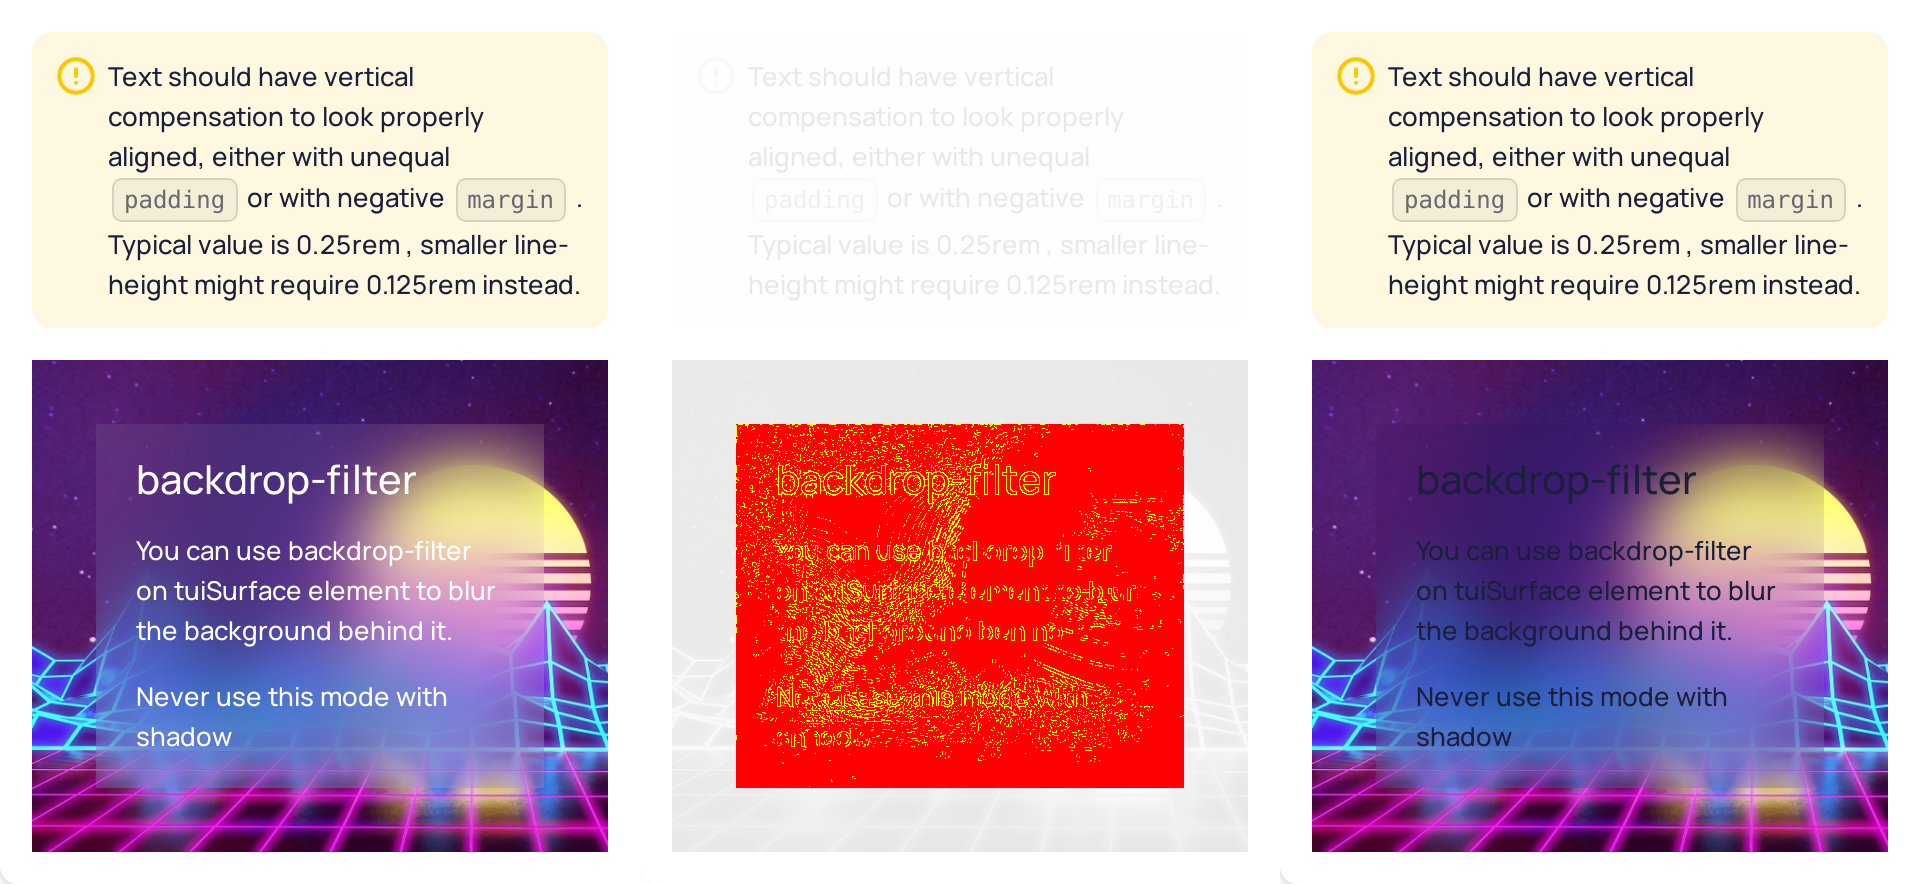 Text should have vertical
compensation to look properly
aligned, either with unequal
padding or with negative margin .
Typical value is 0.25rem , smaller line-
height might require 0.125rem instead.
backdrop-filter
You can use backdrop-filter
on tuiSurface element to blur
the background behind it.
Never use this mode with
shadow
Text should have vertical
compensation to look properly
aligned, either with unequal
padding or with negative margin .
Typical value is 0.25rem , smaller line-
height might require 0.125rem instead.
backdrop-filter
You can use backdrop-filter
Text should have vertical
compensation to look properly
aligned, either with unequal
padding or with negative margin .
Typical value is 0.25rem , smaller line-
height might require 0.125rem instead.
backdrop-filter
You can use backdrop-filter
on tuiSurface element to blur
the background behind it.
Never use this mode with
shadow